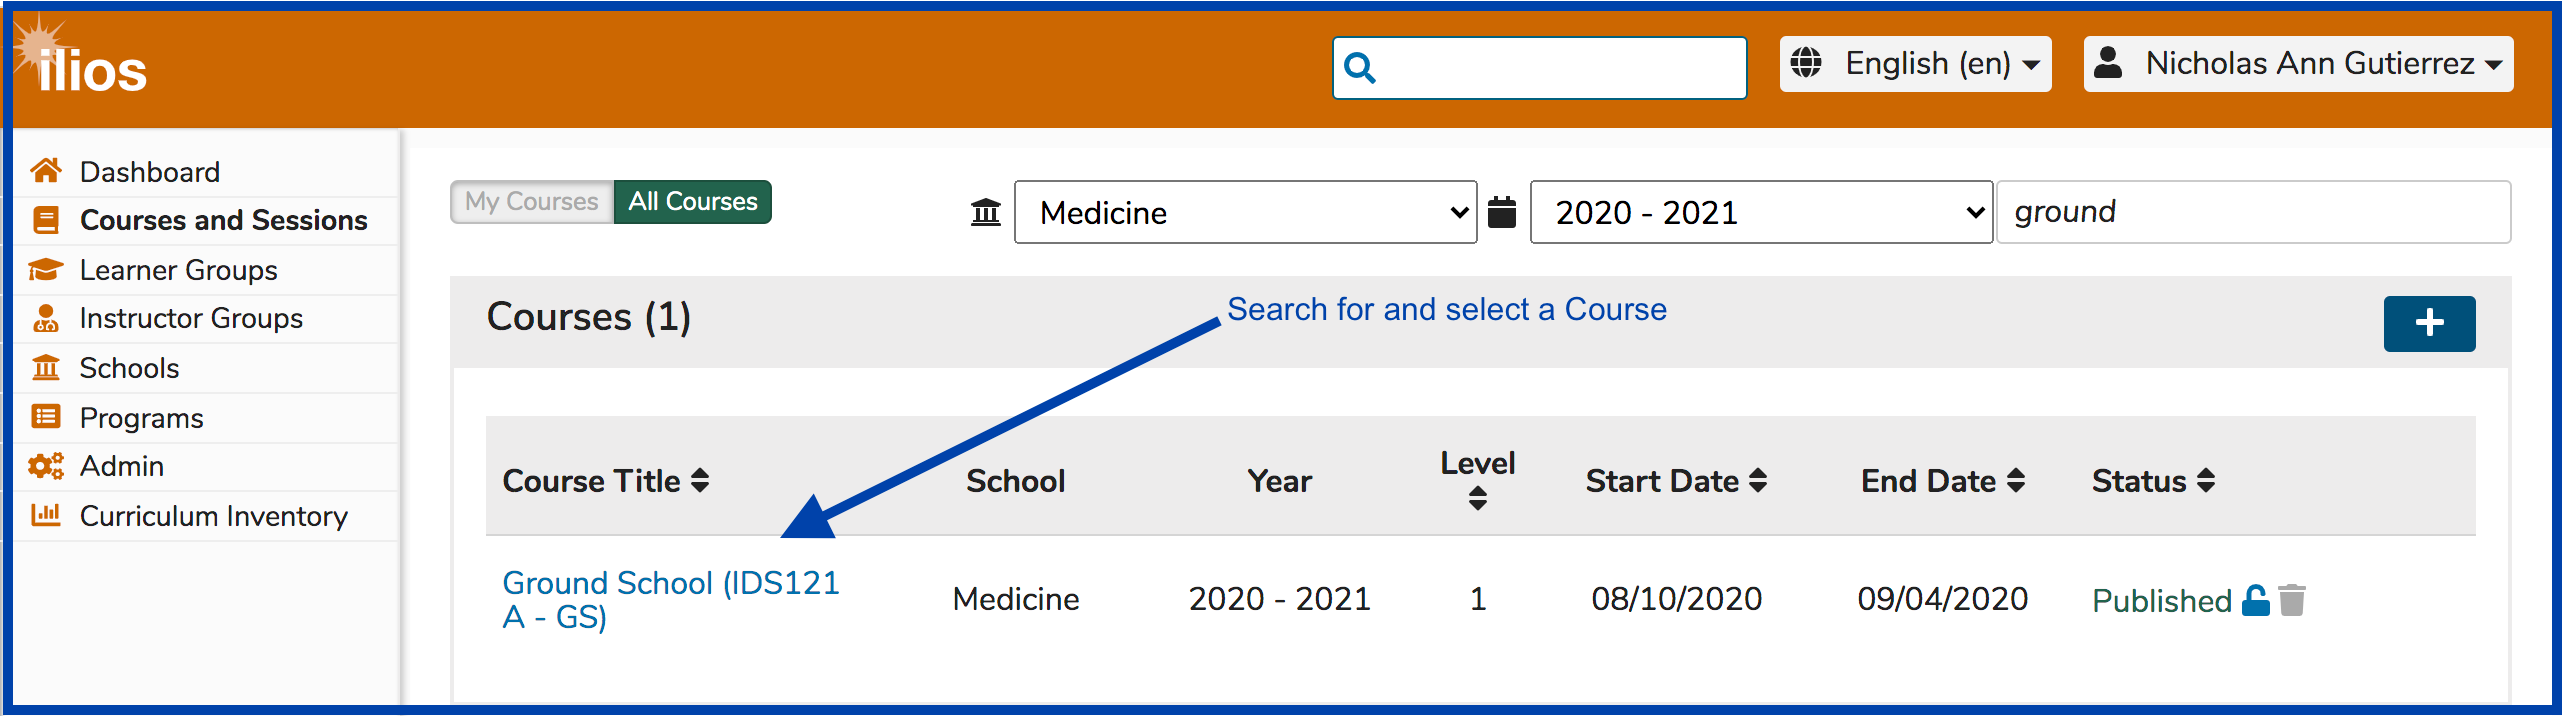 ilios
English (en)
Nicholas Ann Gutierrez
Dashboard
Courses and Sessions
Learner Groups
Instructor Groups
Schools
Programs
Admin
Curriculum Inventory
My Courses All Courses
Medicine
2020 - 2021
ground
Courses (1)
Search for and select a Course
Course Title School Year Level Start Date End Date Status
Ground School (IDS121
A - GS)
Medicine 2020 - 2021 1 08/10/2020 09/04/2020 Published